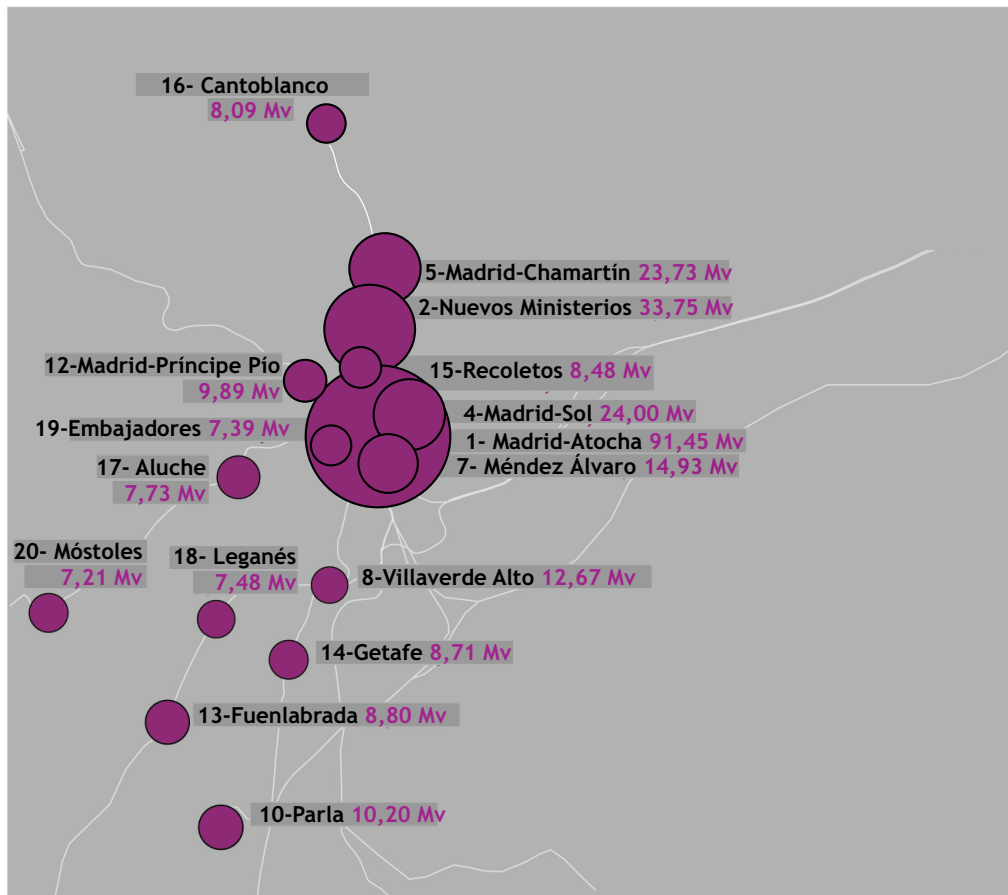 16- Cantoblanco
8,09 Mv
5-Madrid-Chamartín 23,73 Mv
2-Nuevos Ministerios 33,75 Mv
12-Madrid-Príncipe Pío
9,89 Mv
15-Recoletos 8,48 Mv
4-Madrid-Sol 24,00 Mv
19-Embajadores 7,39 Mv
1- Madrid-Atocha 91,45 Mv
7- Méndez Álvaro 14,93 Mv
17- Aluche
7,73 Mv
20- Móstoles
7,21 Mv
18- Leganés
7,48 Mv
8-Villaverde Alto 12,67 Mv
14-Getafe 8,71 Mv
13-Fuenlabrada 8,80 Mv
10-Parla 10,20 Mv